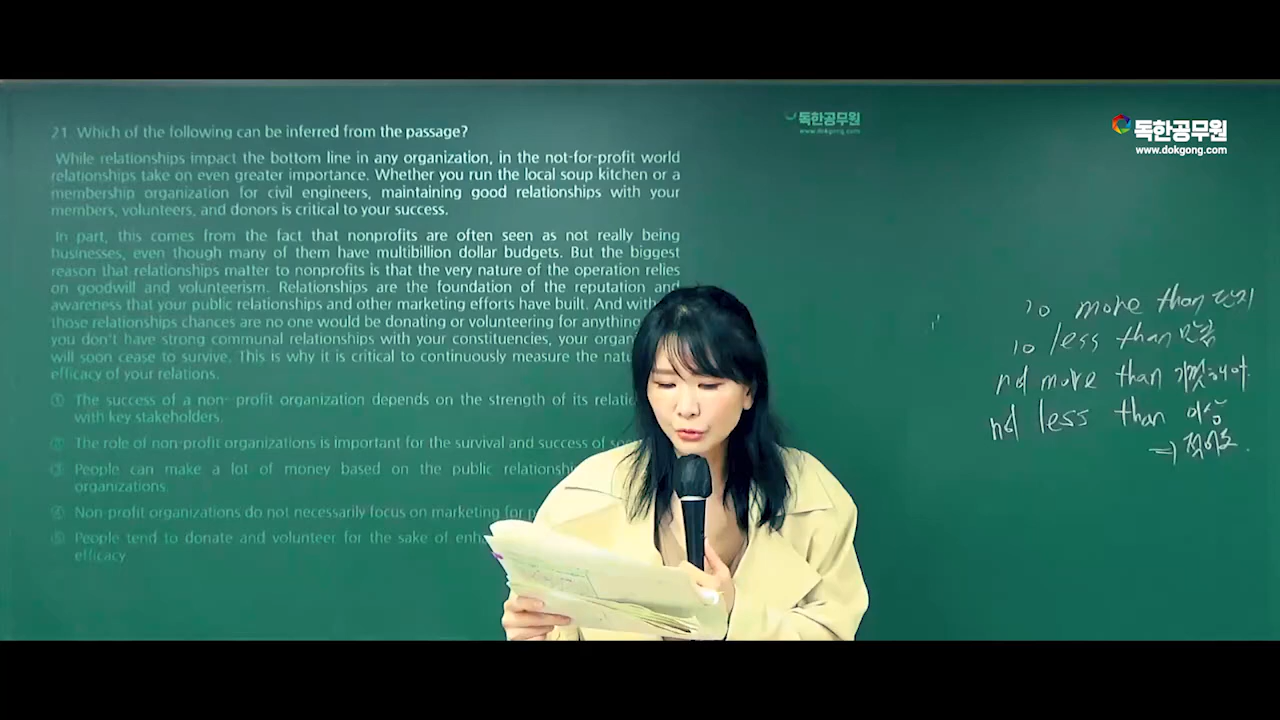 21 Which of the following can be inferred from the passage?
While relationships impact the bottom line in any organization, in the not-for-profit world
relationships take on even greater importance. Whether you run the local soup kitchen or a
membership organization for civil engineers, maintaining good relationships with your
members, volunteers, and donors is critical to your success.
In part, this comes from the fact that nonprofits are often seen as not really being
businesses, even though many of them have multibillion dollar budgets. But the biggest
reason that relationships matter to nonprofits is that the very nature of the operation relies
on goodwill and volunteerism. Relationships are the foundation of the reputation and
awareness that your public relationships and other marketing efforts have built. And with
those relationships chances are no one would be donating or volunteering for anything
you don't have strong communal relationships with your constituencies, your organ
will soon cease to survive. This is why it is critical to continuously measure the natu
efficacy of your relations.
① The success of a non- profit organization depends on the strength of its relati
with key stakeholders.
② The role of non-profit organizations is important for the survival and success of
③ People can make a lot of money based on the public relations
organizations.
④ Non profit organizations do not necessarily focus on marketing for
⑤ People tend to donate and volunteer for the sake of enh
efficacy
독한공무원
www.dokgong.com
독한공무원
www.dokgong.com
no more than 단지
no less than 만큼
not more than 기껏해야
not less than 이상
⇒ 적어도